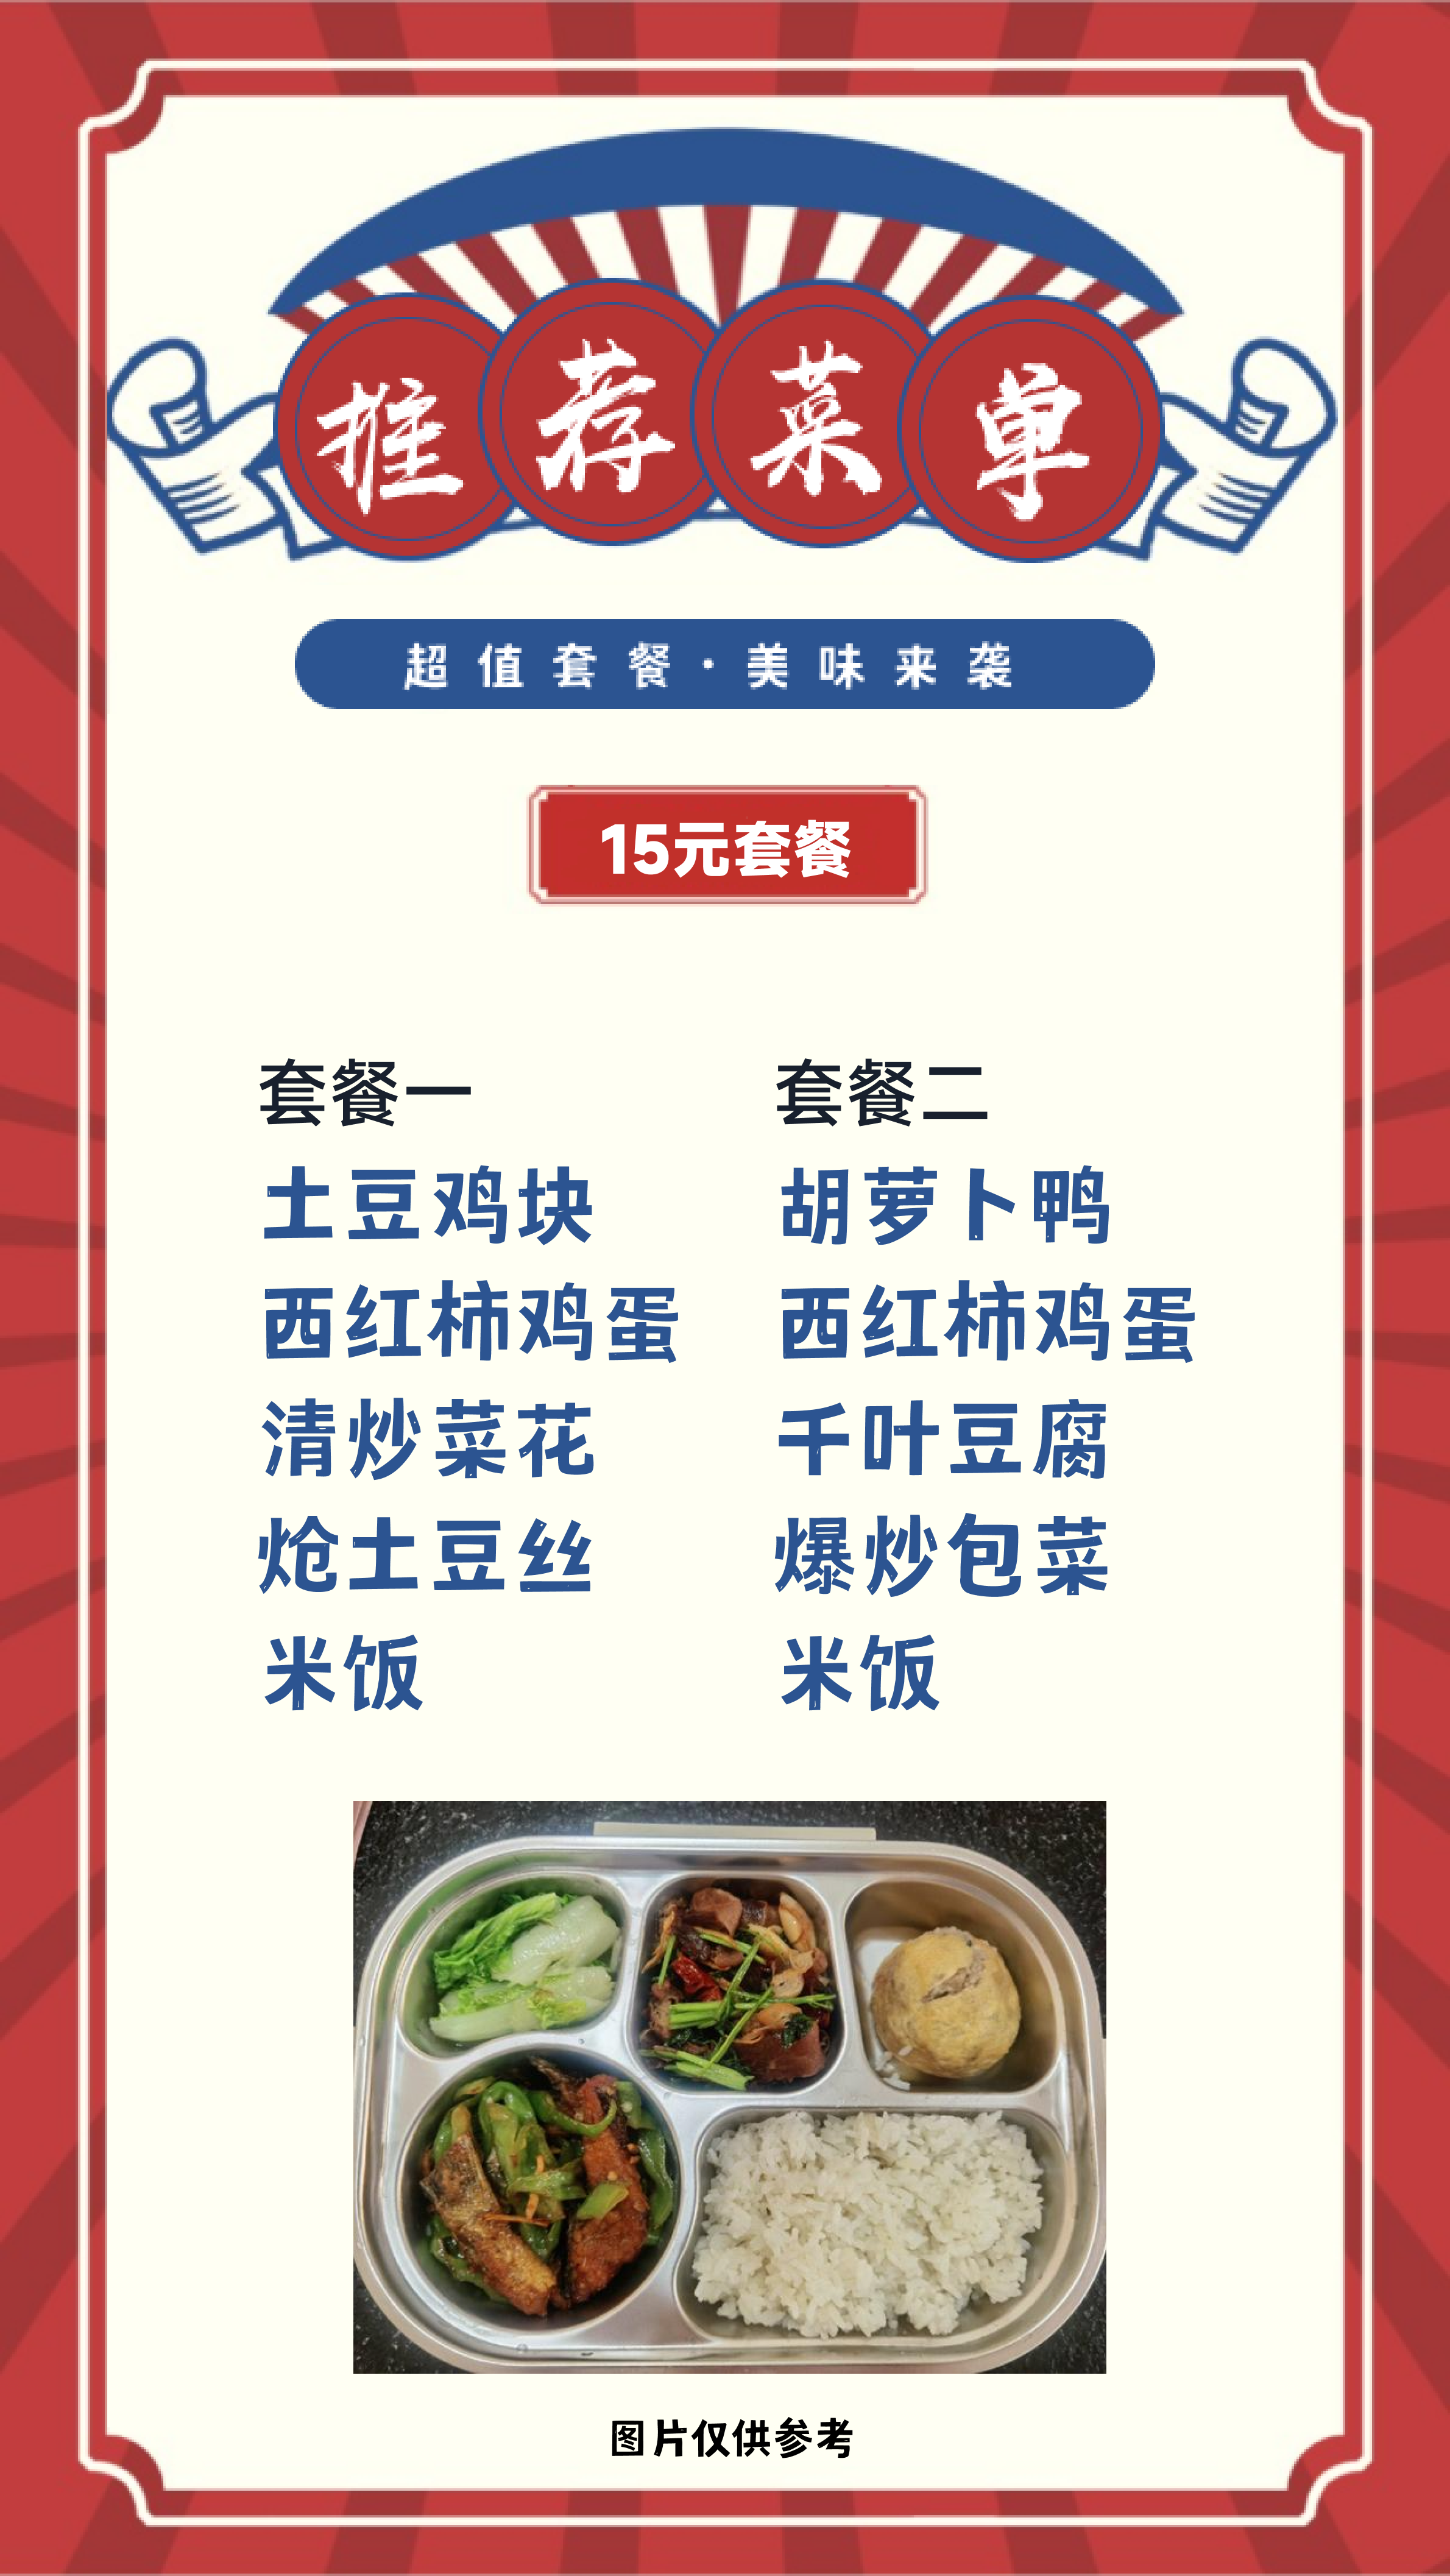 推荐菜单
超值套餐·美味来袭
15元套餐
套餐一
土豆鸡块
西红柿鸡蛋
清炒菜花
炝土豆丝
米饭
套餐二
胡萝卜鸭
西红柿鸡蛋
千叶豆腐
爆炒包菜
米饭
图片仅供参考